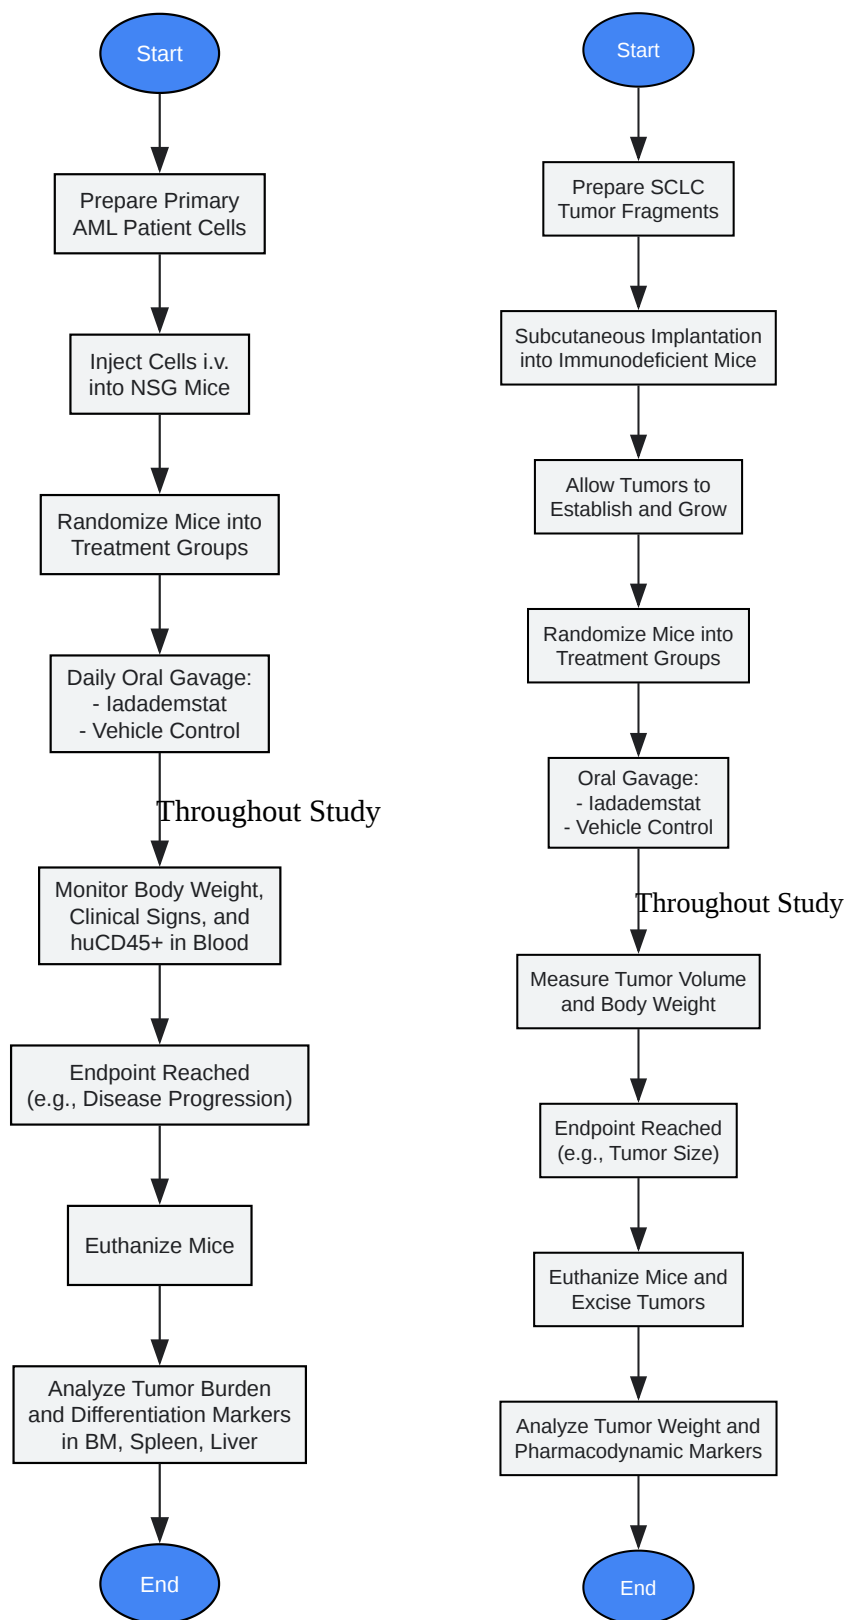 Start
Prepare Primary
AML Patient Cells
Inject Cells i.v.
into NSG Mice
Randomize Mice into
Treatment Groups
Daily Oral Gavage:
- Iadademstat
- Vehicle Control
Throughout Study
Monitor Body Weight,
Clinical Signs, and
huCD45+ in Blood
Endpoint Reached
(e.g., Disease Progression)
Euthanize Mice
Analyze Tumor Burden
and Differentiation Markers
in BM, Spleen, Liver
End
Start
Prepare SCLC
Tumor Fragments
Subcutaneous Implantation
into Immunodeficient Mice
Allow Tumors to
Establish and Grow
Randomize Mice into
Treatment Groups
Oral Gavage:
- Iadademstat
- Vehicle Control
Throughout Study
Measure Tumor Volume
and Body Weight
Endpoint Reached
(e.g., Tumor Size)
Euthanize Mice and
Excise Tumors
Analyze Tumor Weight and
Pharmacodynamic Markers
End